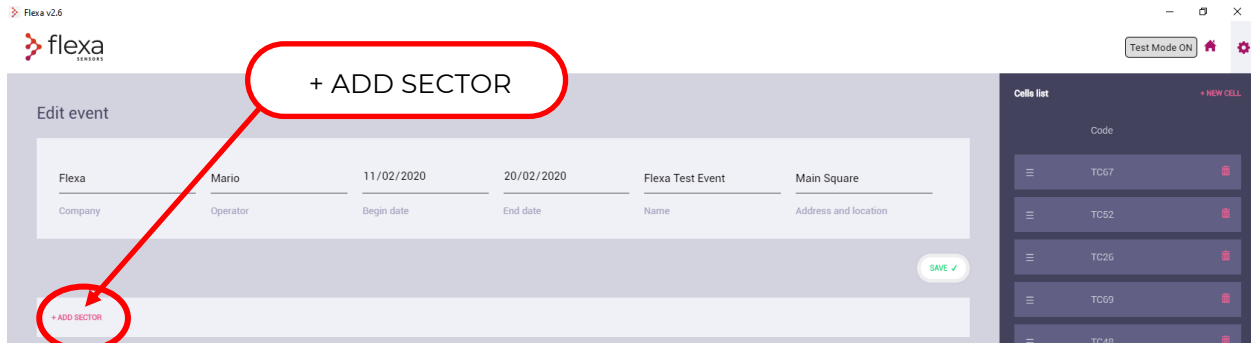 Flexa v2.6
flexa
SENSORS
Test Mode ON
+ ADD SECTOR
Edit event
Flexa Mario 11/02/2020 20/02/2020 Flexa Test Event Main Square
Company Operator Begin date End date Name Address and location
SAVE ✓
+ ADD SECTOR
Cells list + NEW CELL
Code
TC67
TC52
TC26
TC69
TC48